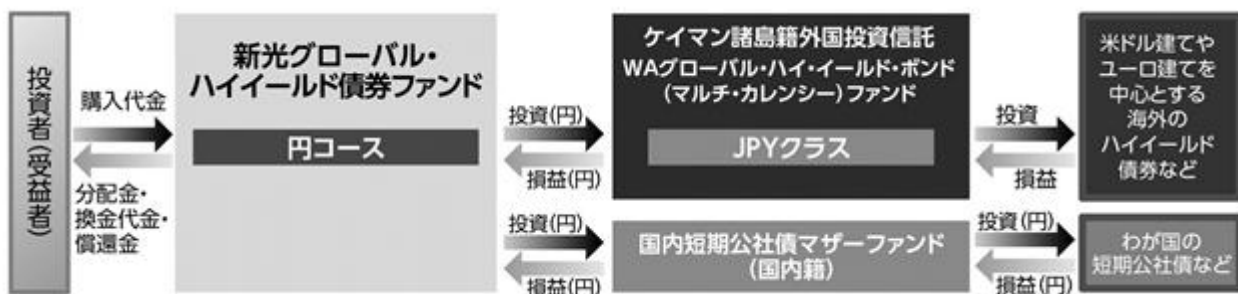 投資者(受益者)
購入代金
分配金・
換金代金・
償還金
新光グローバル・
ハイイールド債券ファンド
円コース
投資(円)
損益(円)
投資(円)
損益(円)
ケイマン諸島籍外国投資信託
WAグローバル・ハイ・イールド・ボンド
(マルチ・カレンシー)ファンド
JPYクラス
国内短期公社債マザーファンド
(国内籍)
投資
損益
投資(円)
損益(円)
米ドル建てや
ユーロ建てを
中心とする
海外の
ハイイールド
債券など
わが国の
短期公社債など